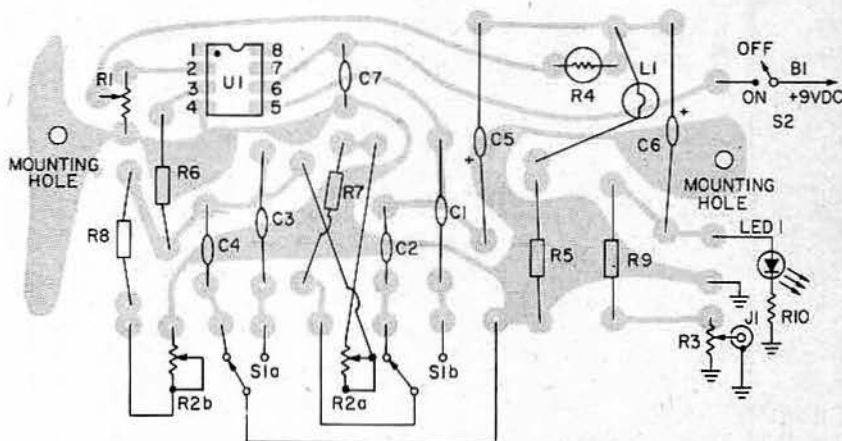 OFF
B1
ON
+9VDC
S2
1 8
2 7
3 6
4 5
U1
R1
C7
R4
L1
MOUNTING
HOLE
R6
C5
+
C6
+
MOUNTING
HOLE
R8
C4
C3
R7
C2
C1
R5
R9
LED 1
R10
R3
J1
R2b
S1a
R2a
S1b